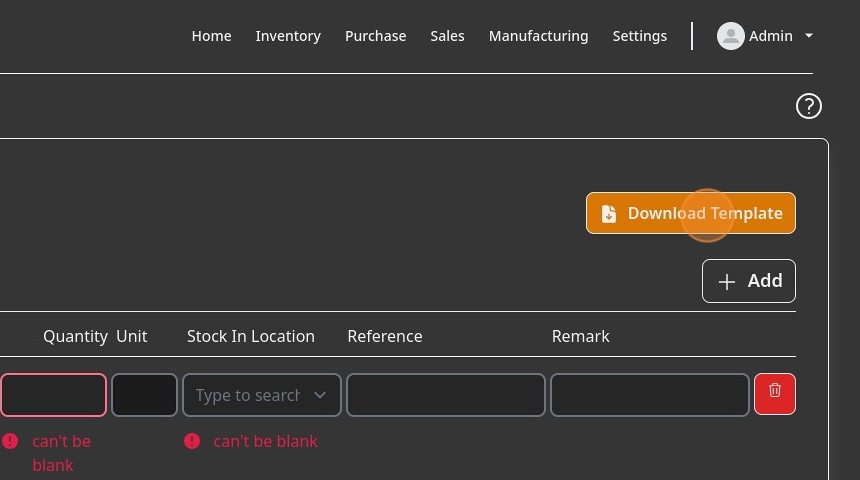 Home Inventory Purchase Sales Manufacturing Settings Admin
?
Download Template
+ Add
Quantity Unit Stock In Location Reference Remark
Type to search
can't be
blank
can't be blank